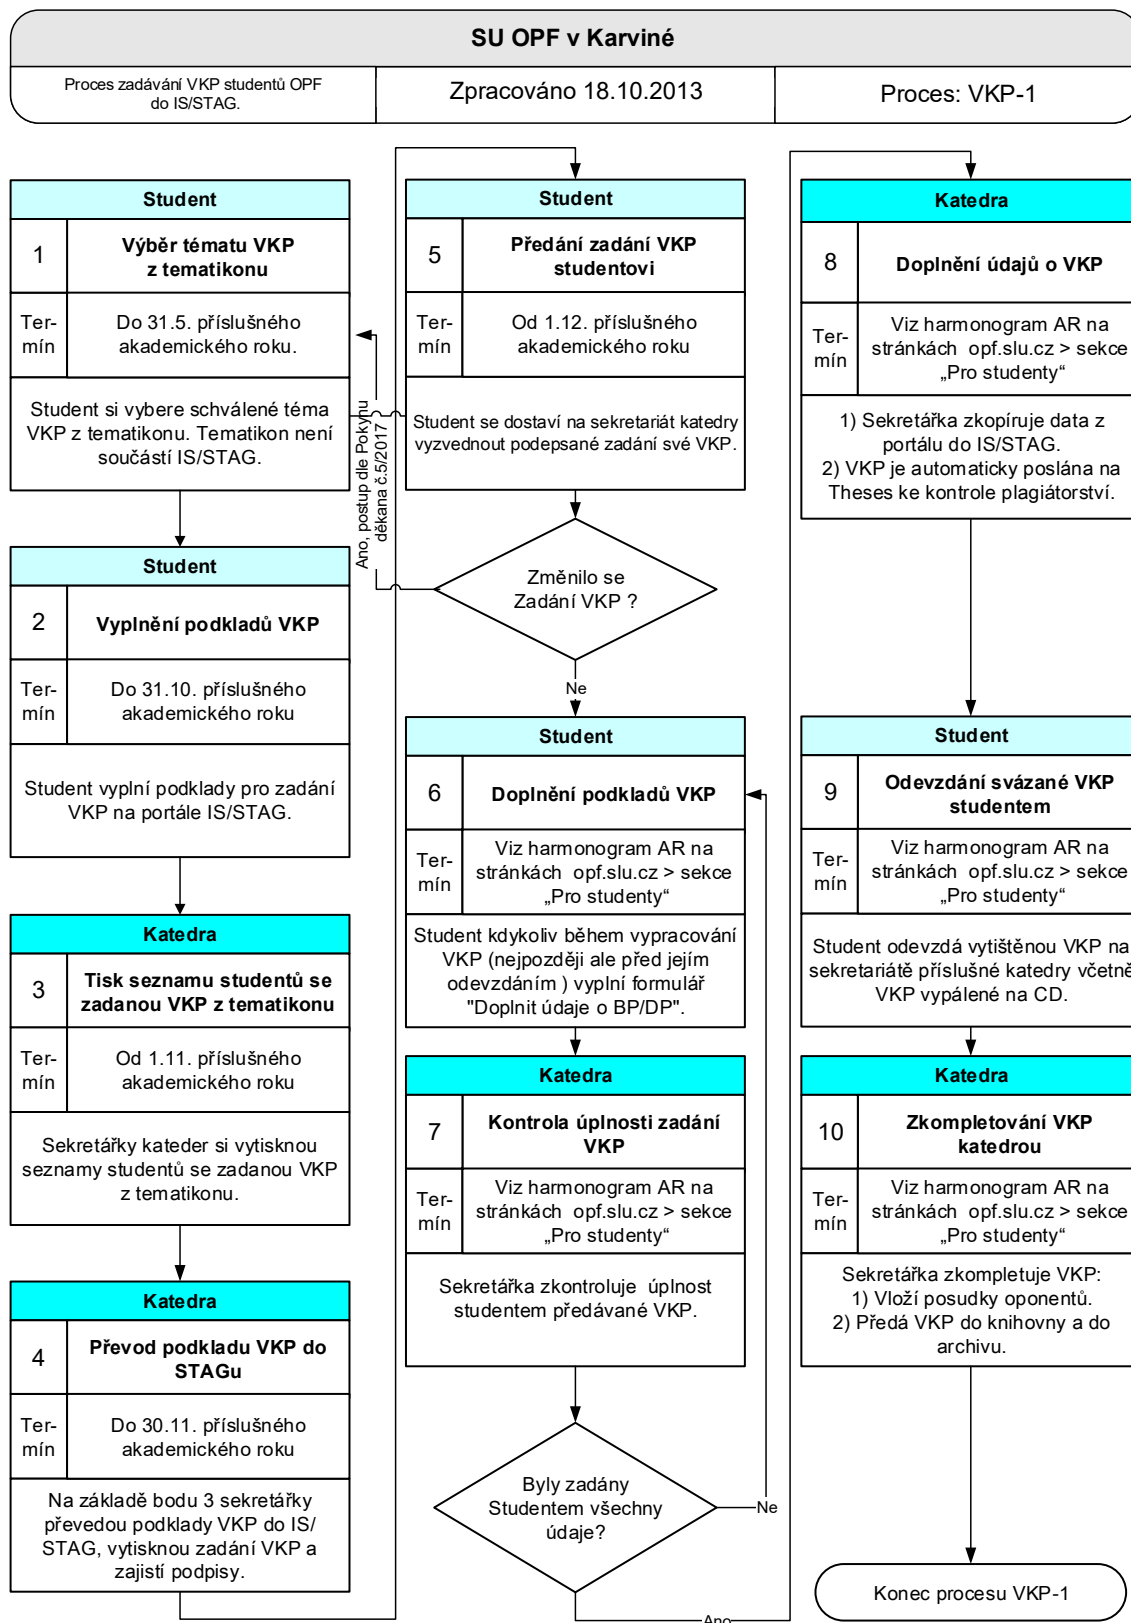 SU OPF v Karviné
Proces zadávání VKP studentů OPF
do IS/STAG.
Zpracováno 18.10.2013
Proces: VKP-1
Student
1
Výběr tématu VKP
z tematikonu
Ter-
mín
Do 31.5. příslušného
akademického roku.
Student si vybere schválené téma
VKP z tematikonu. Tematikon není
součástí IS/STAG.
Student
2
Vyplnění podkladů VKP
Ter-
mín
Do 31.10. příslušného
akademického roku
Student vyplní podklady pro zadání
VKP na portále IS/STAG.
Katedra
3
Tisk seznamu studentů se
zadanou VKP z tematikonu
Ter-
mín
Od 1.11. příslušného
akademického roku
Sekretářky kateder si vytisknou
seznamy studentů se zadanou VKP
z tematikonu.
Katedra
4
Převod podkladu VKP do
STAGu
Ter-
mín
Do 30.11. příslušného
akademického roku
Na základě bodu 3 sekretářky
převedou podklady VKP do IS/
STAG, vytisknou zadání VKP a
zajistí podpisy.
Student
5
Předání zadání VKP
studentovi
Ter-
mín
Od 1.12. příslušného
akademického roku
Student se dostaví na sekretariát katedry
vyzvednout podepsané zadání své VKP.
Změnilo se
Zadání VKP ?
Ano, postup dle Pokynu
děkana č.5/2017
Ne
Student
6
Doplnění podkladů VKP
Ter-
mín
Viz harmonogram AR na
stránkách opf.slu.cz > sekce
„Pro studenty“
Student kdykoliv během vypracování
VKP (nejpozději ale před jejím
odevzdáním ) vyplní formulář
"Doplnit údaje o BP/DP".
Katedra
7
Kontrola úplnosti zadání
VKP
Ter-
mín
Viz harmonogram AR na
stránkách opf.slu.cz > sekce
„Pro studenty“
Sekretářka zkontroluje úplnost
studentem předávané VKP.
Byly zadány
Studentem všechny
údaje?
Ne
Ano
Katedra
8
Doplnění údajů o VKP
Ter-
mín
Viz harmonogram AR na
stránkách opf.slu.cz > sekce
„Pro studenty“
1) Sekretářka zkopíruje data z
portálu do IS/STAG.
2) VKP je automaticky poslána na
Theses ke kontrole plagiátorství.
Student
9
Odevzdání svázané VKP
studentem
Ter-
mín
Viz harmonogram AR na
stránkách opf.slu.cz > sekce
„Pro studenty“
Student odevzdá vytištěnou VKP na
sekretariátě příslušné katedry včetně
VKP vypálené na CD.
Katedra
10
Zkompletování VKP
katedrou
Ter-
mín
Viz harmonogram AR na
stránkách opf.slu.cz > sekce
„Pro studenty“
Sekretářka zkompletuje VKP:
1) Vloží posudky oponentů.
2) Předá VKP do knihovny a do
archivu.
Konec procesu VKP-1